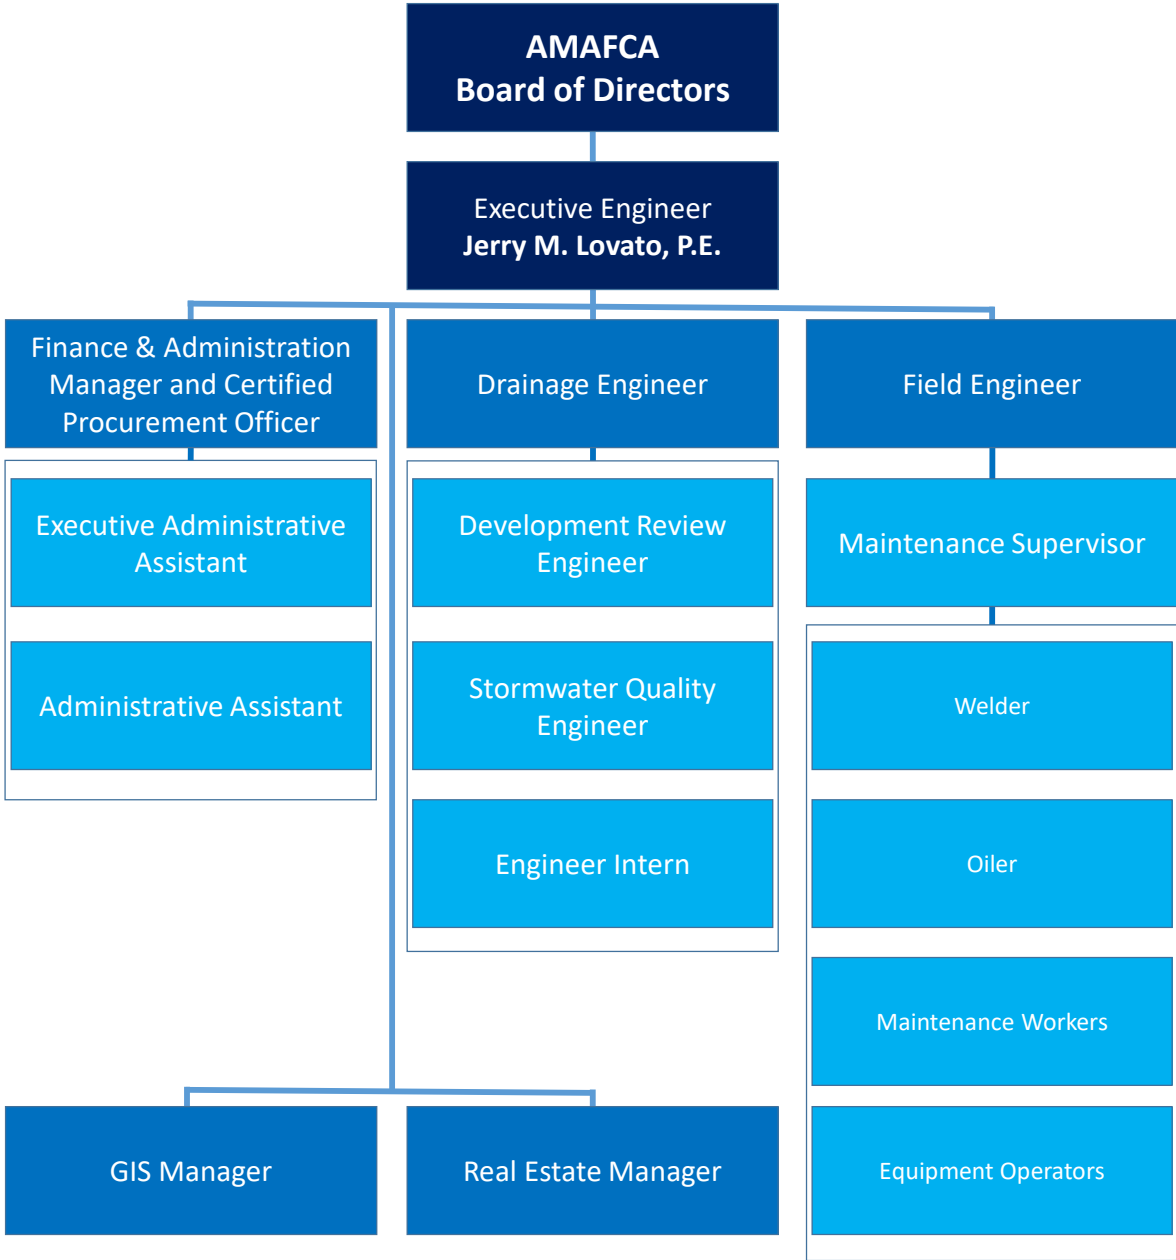 AMAFCA
Board of Directors
Executive Engineer
Jerry M. Lovato, P.E.
Finance & Administration
Manager and Certified
Procurement Officer
Drainage Engineer
Field Engineer
Executive Administrative
Assistant
Development Review
Engineer
Maintenance Supervisor
Administrative Assistant
Stormwater Quality
Engineer
Welder
Engineer Intern
Oiler
Maintenance Workers
GIS Manager
Real Estate Manager
Equipment Operators